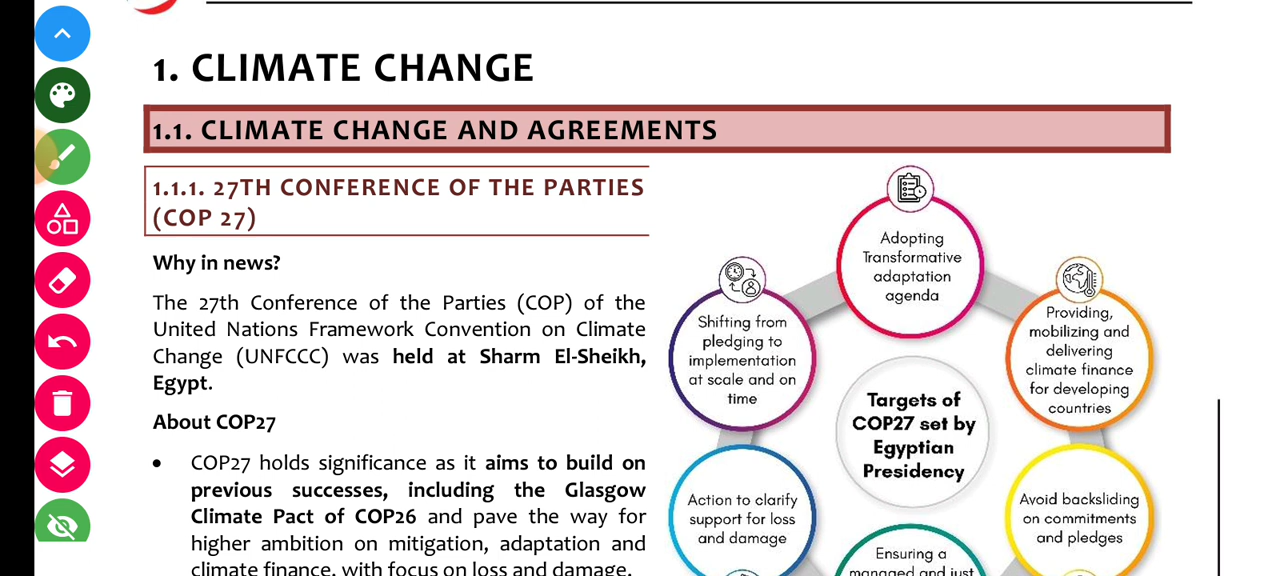 1. CLIMATE CHANGE
1.1. CLIMATE CHANGE AND AGREEMENTS
1.1.1. 27TH CONFERENCE OF THE PARTIES
(COP 27)
Why in news?
The 27th Conference of the Parties (COP) of the
United Nations Framework Convention on Climate
Change (UNFCCC) was held at Sharm El-Sheikh,
Egypt.
About COP27
• COP27 holds significance as it aims to build on
previous successes, including the Glasgow
Climate Pact of COP26 and pave the way for
higher ambition on mitigation, adaptation and
climate finance, with focus on loss and damage.
Adopting
Transformative
adaptation
agenda
Shifting from
pledging to
implementation
at scale and on
time
Providing,
mobilizing and
delivering
climate finance
for developing
countries
Targets of
COP27 set by
Egyptian
Presidency
Action to clarify
support for loss
and damage
Avoid backsliding
on commitments
and pledges
Ensuring a
managed and just